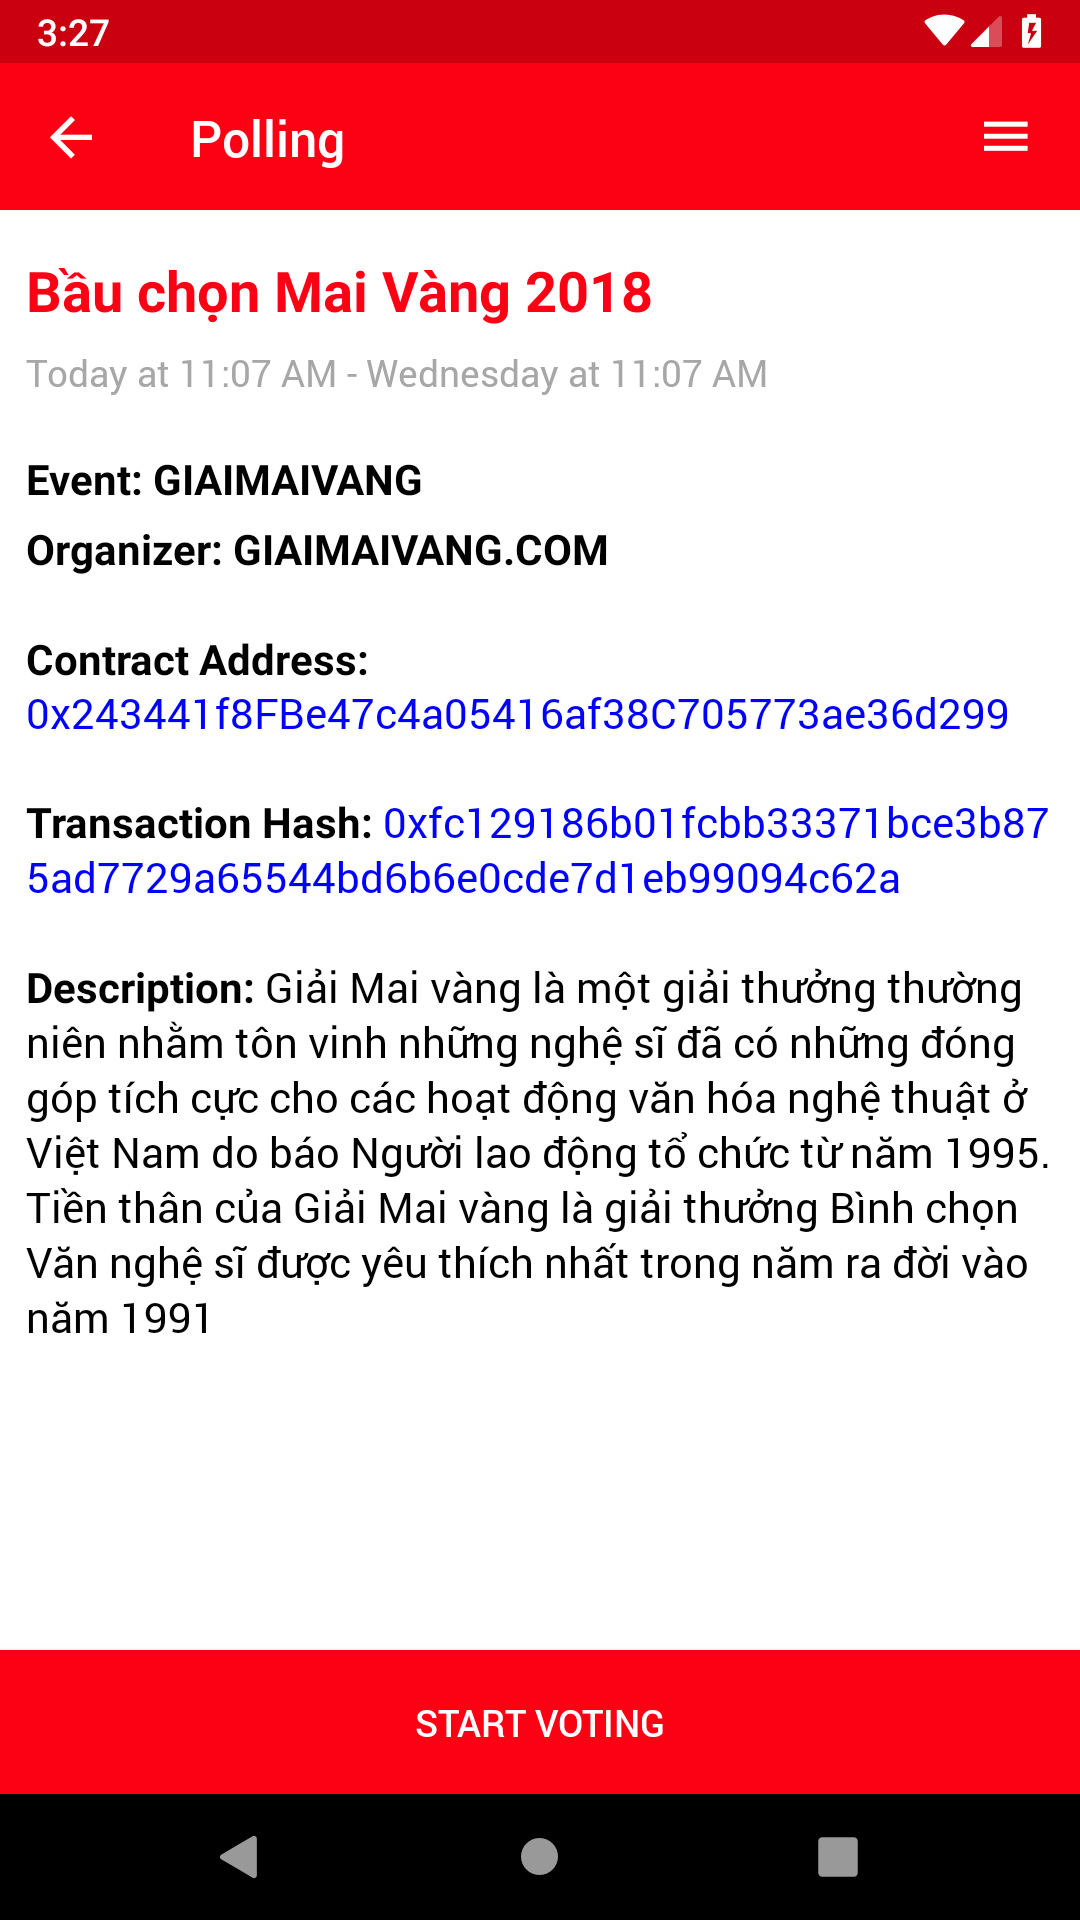 3:27
Polling
Bầu chọn Mai Vàng 2018
Today at 11:07 AM - Wednesday at 11:07 AM
Event: GIAIMAIVANG
Organizer: GIAIMAIVANG.COM
Contract Address:
0x243441f8FBe47c4a05416af38C705773ae36d299
Transaction Hash: 0xfc129186b01fcbb33371bce3b87
5ad7729a65544bd6b6e0cde7d1eb99094c62a
Description: Giải Mai vàng là một giải thưởng thường
niên nhằm tôn vinh những nghệ sĩ đã có những đóng
góp tích cực cho các hoạt động văn hóa nghệ thuật ở
Việt Nam do báo Người lao động tổ chức từ năm 1995.
Tiền thân của Giải Mai vàng là giải thưởng Bình chọn
Văn nghệ sĩ được yêu thích nhất trong năm ra đời vào
năm 1991
START VOTING